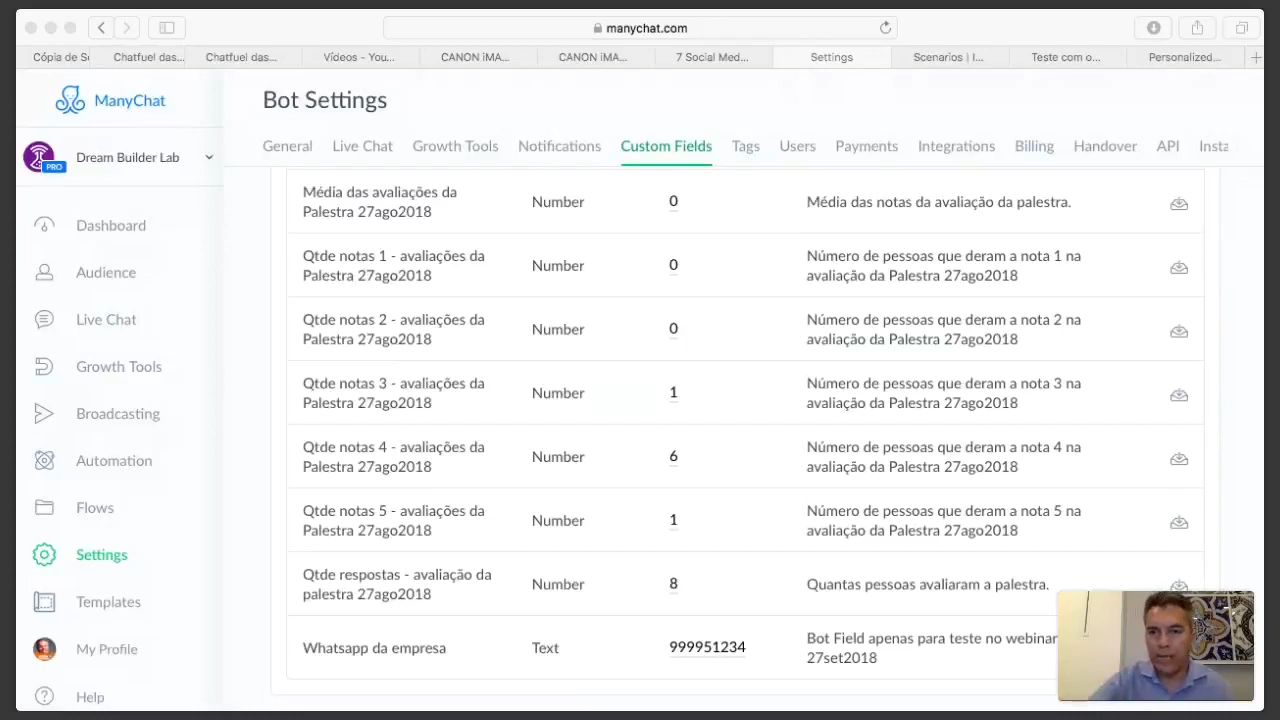 manychat.com
Cópia de Se
Chatfuel das...
Chatfuel das...
Vídeos - You...
CANON iMA...
CANON iMA...
7 Social Med...
Settings
Scenarios | I...
Teste com o...
Personalized...
ManyChat
Bot Settings
Dream Builder Lab
PRO
General
Live Chat
Growth Tools
Notifications
Custom Fields
Tags
Users
Payments
Integrations
Billing
Handover
API
Insta
Dashboard
Audience
Live Chat
Growth Tools
Broadcasting
Automation
Flows
Settings
Templates
My Profile
Help
Média das avaliações da
Palestra 27ago2018
Number
0
Média das notas da avaliação da palestra.
Qtde notas 1 - avaliações da
Palestra 27ago2018
Number
0
Número de pessoas que deram a nota 1 na
avaliação da Palestra 27ago2018
Qtde notas 2 - avaliações da
Palestra 27ago2018
Number
0
Número de pessoas que deram a nota 2 na
avaliação da Palestra 27ago2018
Qtde notas 3 - avaliações da
Palestra 27ago2018
Number
1
Número de pessoas que deram a nota 3 na
avaliação da Palestra 27ago2018
Qtde notas 4 - avaliações da
Palestra 27ago2018
Number
6
Número de pessoas que deram a nota 4 na
avaliação da Palestra 27ago2018
Qtde notas 5 - avaliações da
Palestra 27ago2018
Number
1
Número de pessoas que deram a nota 5 na
avaliação da Palestra 27ago2018
Qtde respostas - avaliação da
palestra 27ago2018
Number
8
Quantas pessoas avaliaram a palestra.
Whatsapp da empresa
Text
999951234
Bot Field apenas para teste no webinar
27set2018